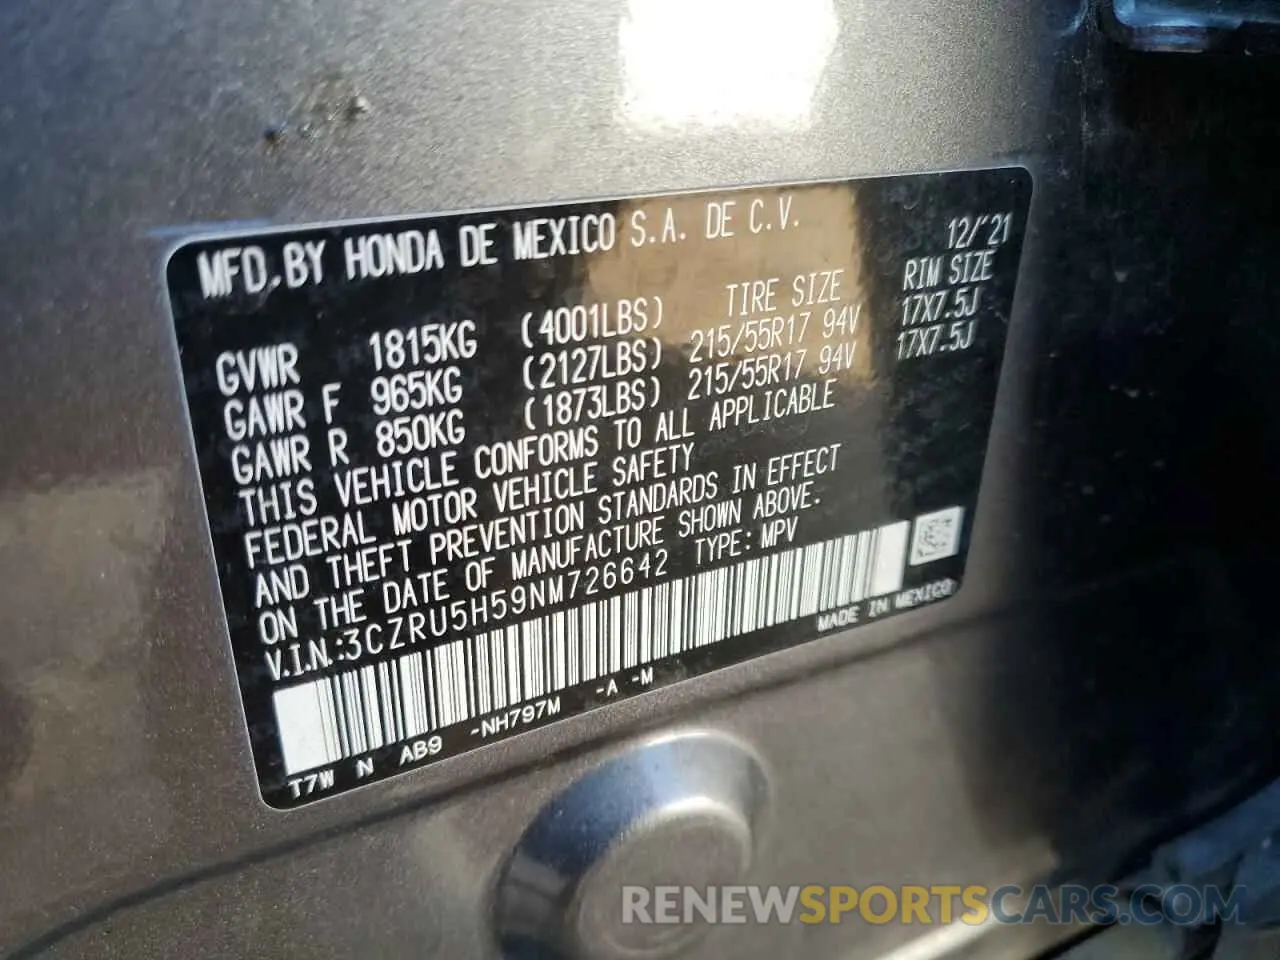 MFD.BY HONDA DE MEXICO S.A. DE C.V.
12/'21
TIRE SIZE RIM SIZE
GVWR 1815KG (4001LBS)
GAWR F 965KG (2127LBS) 215/55R17 94V 17X7.5J
GAWR R 850KG (1873LBS) 215/55R17 94V 17X7.5J
THIS VEHICLE CONFORMS TO ALL APPLICABLE
FEDERAL MOTOR VEHICLE SAFETY
AND THEFT PREVENTION STANDARDS IN EFFECT
ON THE DATE OF MANUFACTURE SHOWN ABOVE.
V.I.N.:3CZRU5H59NM726642 TYPE: MPV
MADE IN MEXICO
T7W N AB9 -NH797M -A -M
RENEWSPORTSCARS.COM